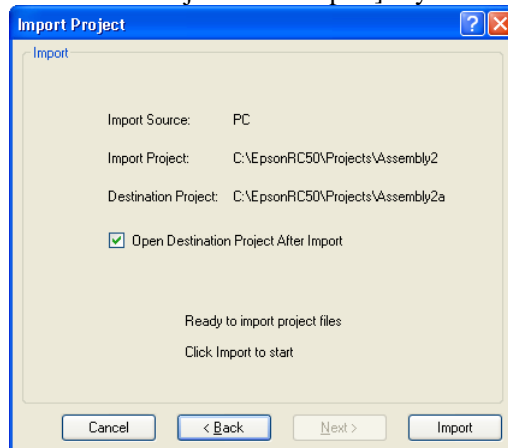 Import Project
Import
Import Source: PC
Import Project: C:\EpsonRC50\Projects\Assembly2
Destination Project: C:\EpsonRC50\Projects\Assembly2a
Open Destination Project After Import
Ready to import project files
Click Import to start
Cancel < Back Next > Import